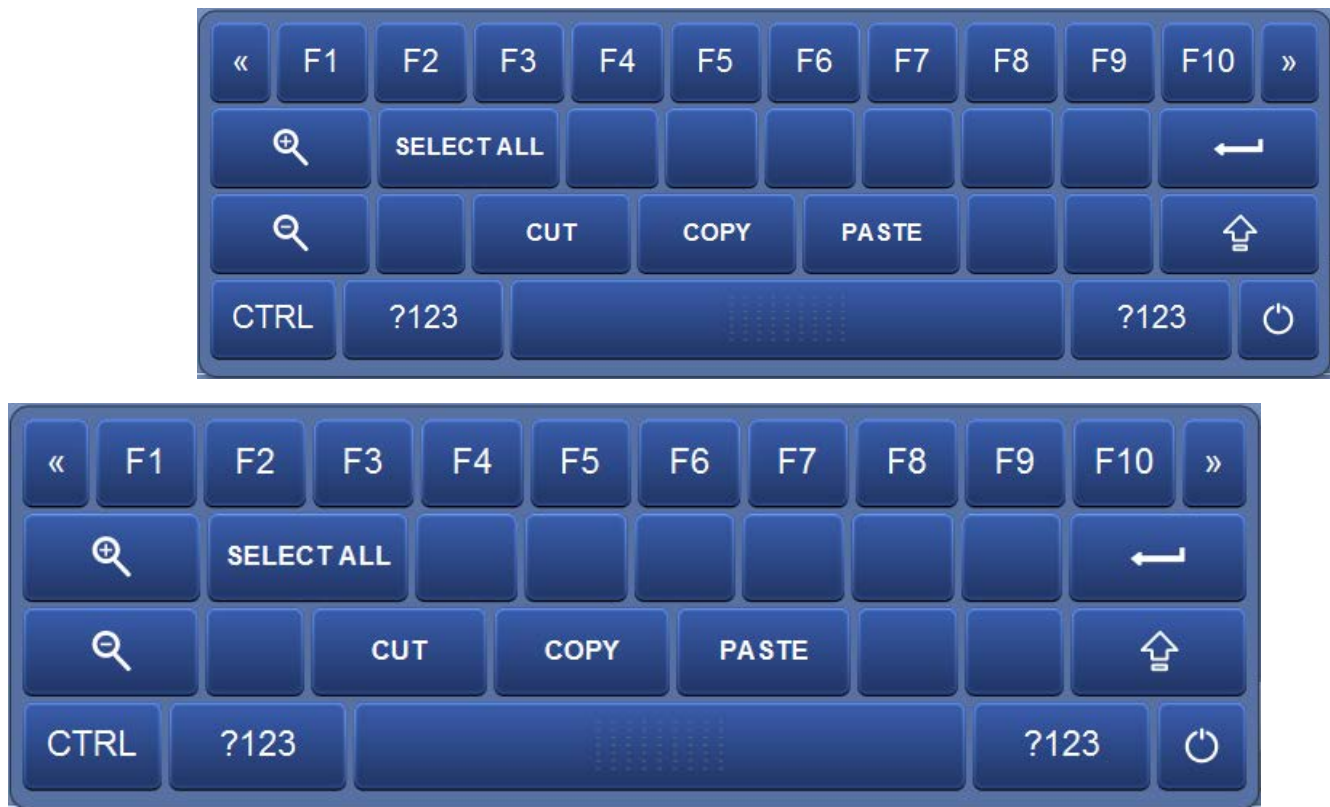 « F1 F2 F3 F4 F5 F6 F7 F8 F9 F10 »
SELECT ALL
CUT COPY PASTE
CTRL ?123 ?123
« F1 F2 F3 F4 F5 F6 F7 F8 F9 F10 »
SELECT ALL
CUT COPY PASTE
CTRL ?123 ?123